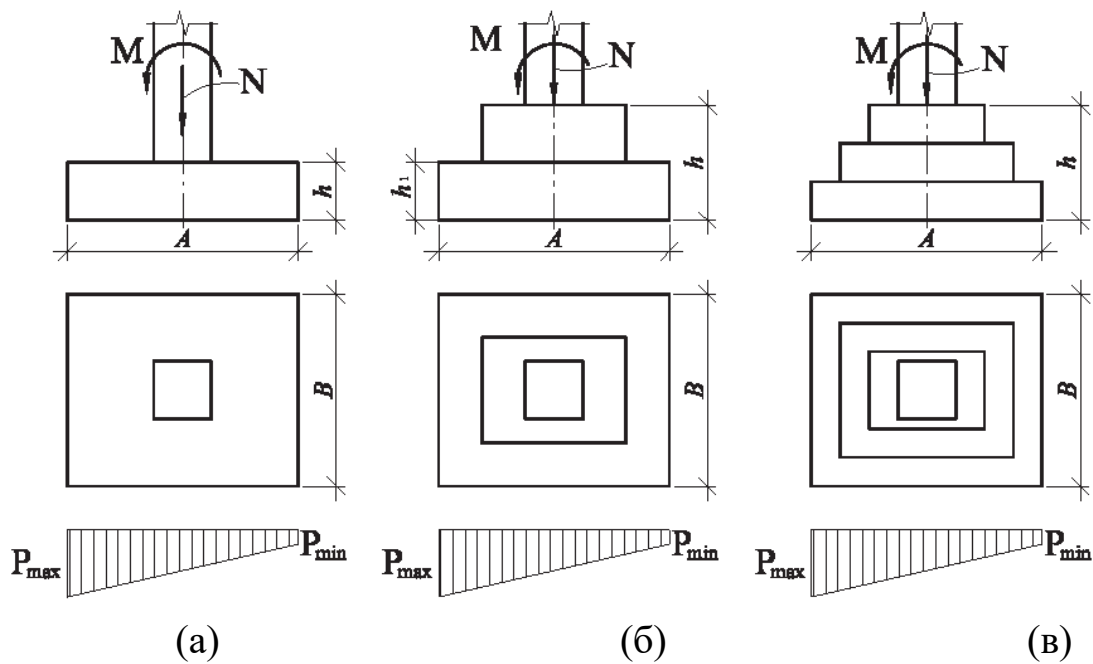 M N
M N
M N
h
h₁ h
h
A
A
A
B
B
B
Pmax Pmin
Pmax Pmin
Pmax Pmin
(а) (б) (в)